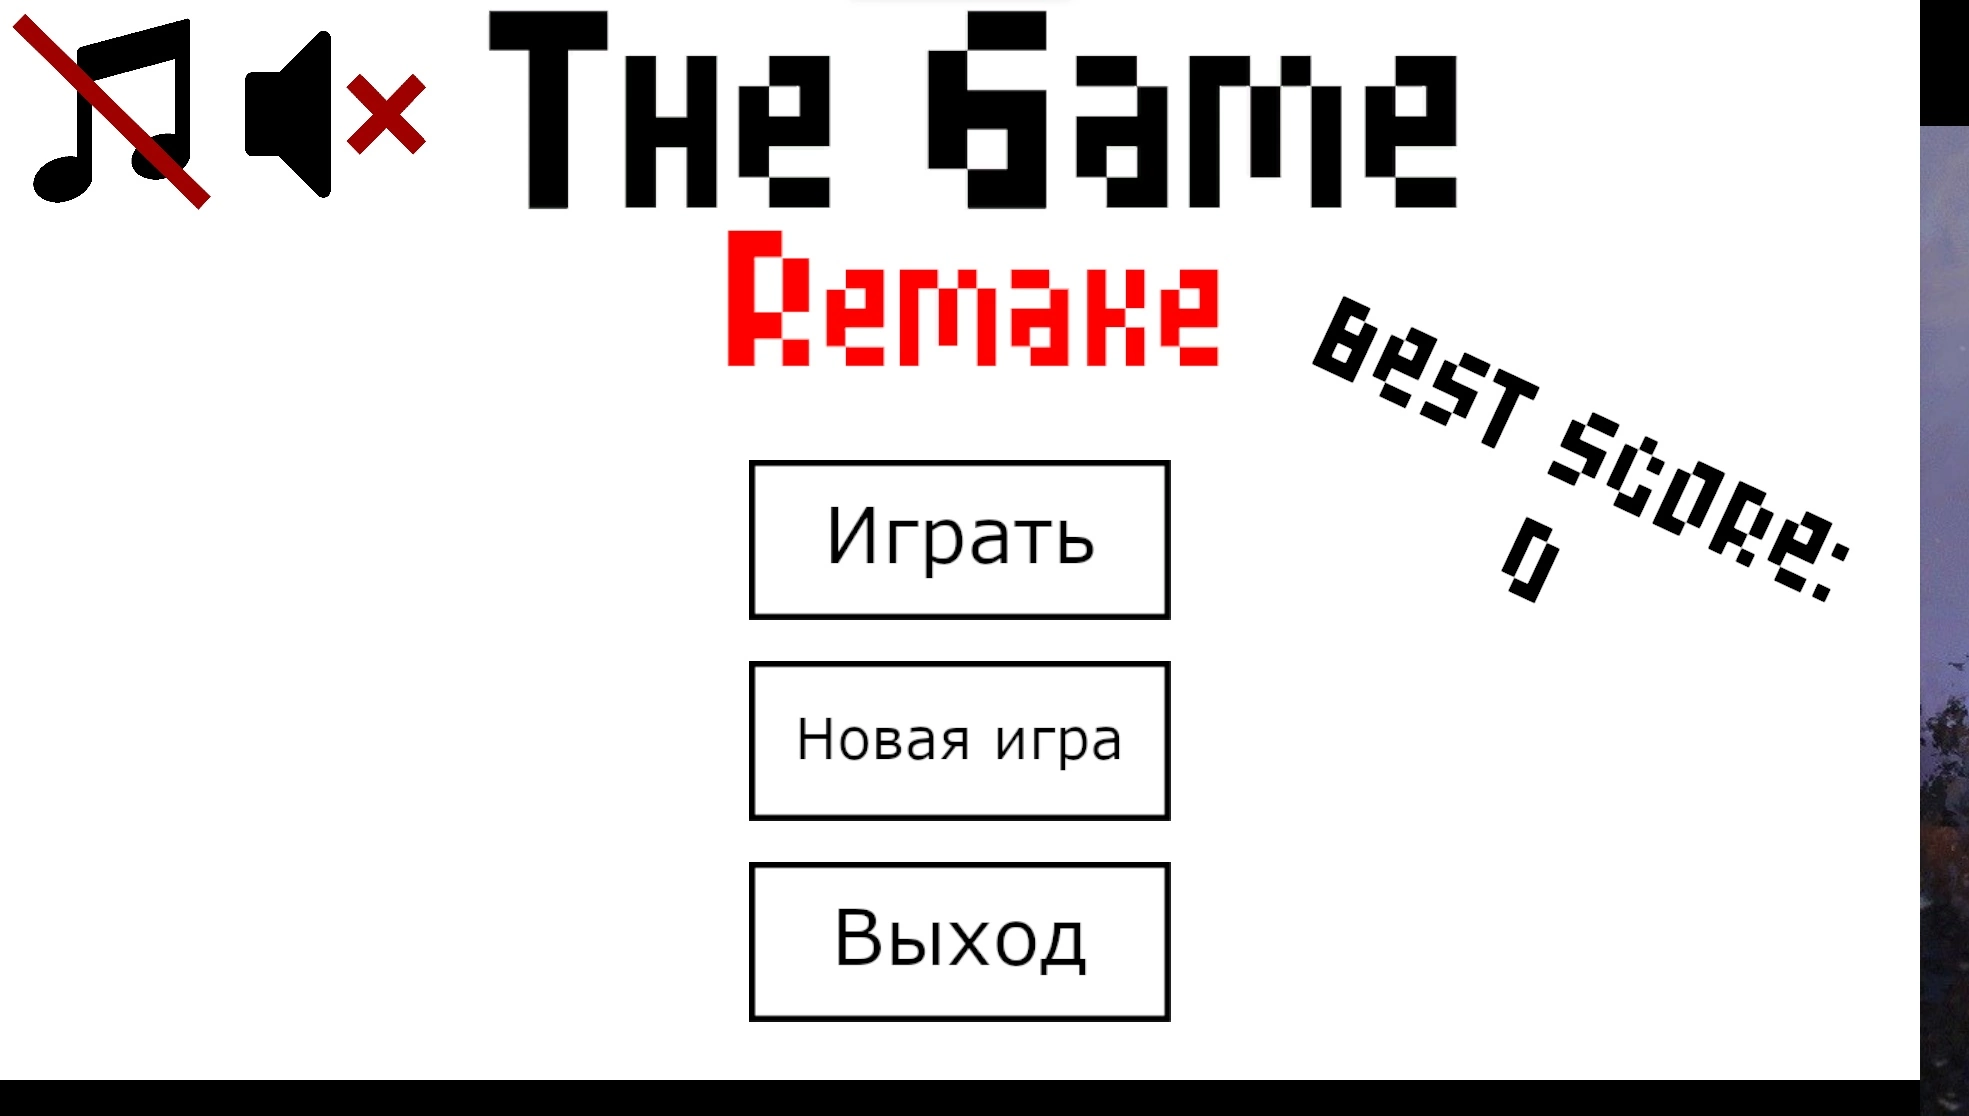 The Game
Remake
Best score:
0
Играть
Новая игра
Выход